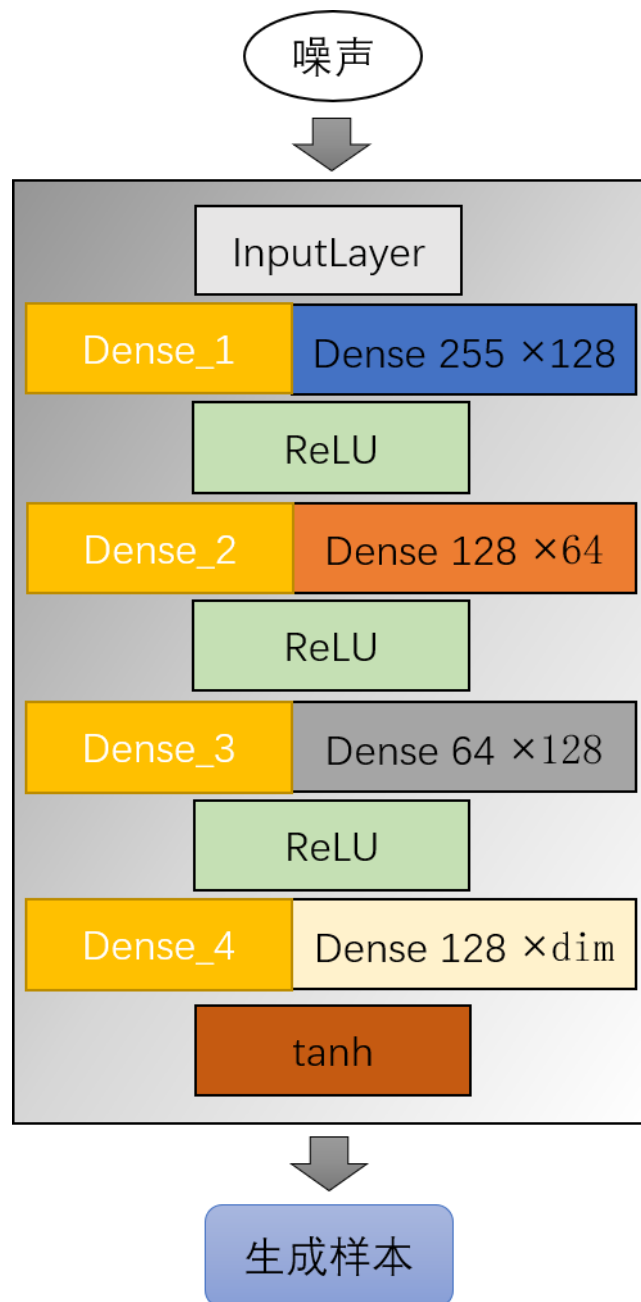 噪声
InputLayer
Dense_1 Dense 255 ×128
ReLU
Dense_2 Dense 128 ×64
ReLU
Dense_3 Dense 64 ×128
ReLU
Dense_4 Dense 128 ×dim
tanh
生成样本